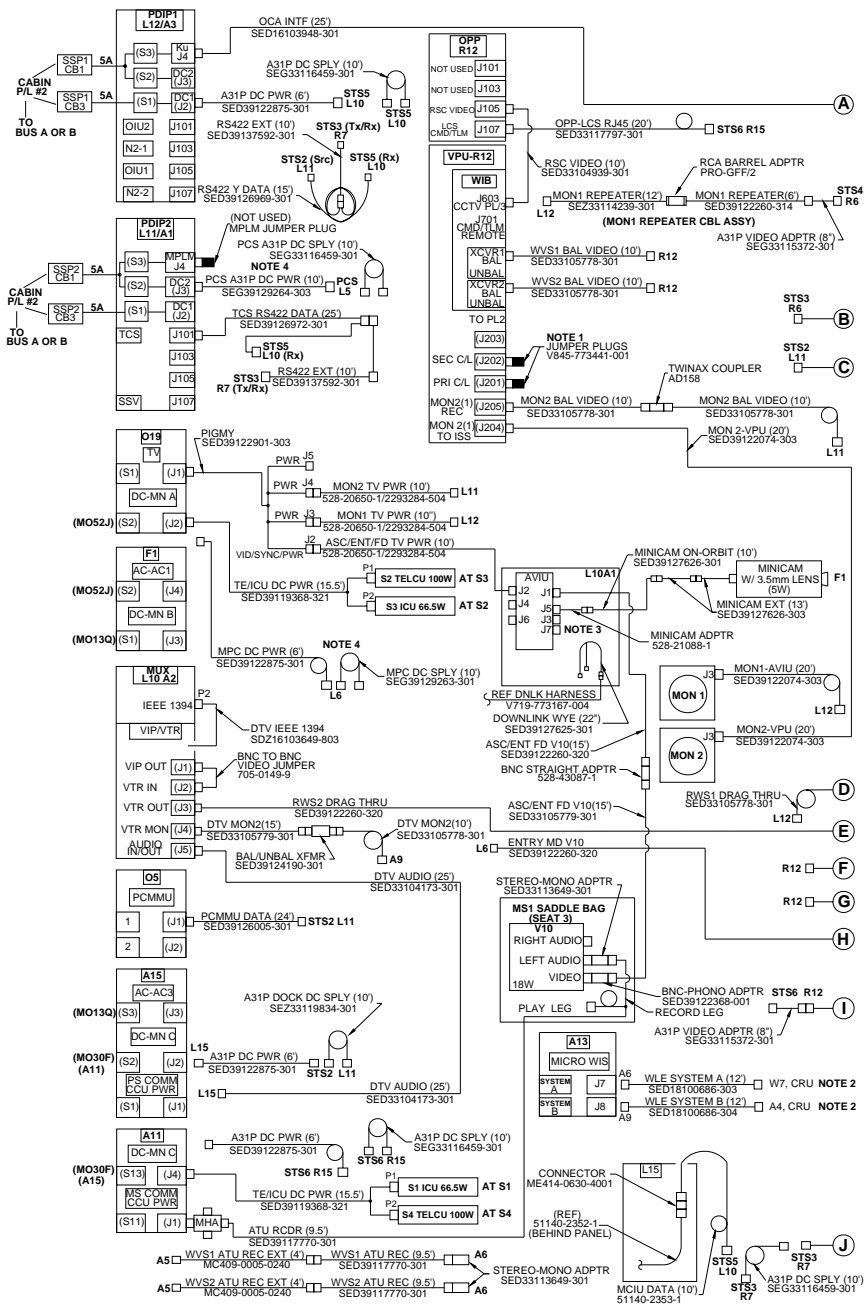 PDIP1
L12/A3
(S3)
Ku
J4
(S2)
DC2
(J3)
(S1)
DC1
(J2)
OIU2
J101
N2-1
J103
OIU1
J105
N2-2
J107
SSP1
CB1
5A
CABIN
P/L #2
SSP1
CB3
5A
TO
BUS A OR B
OCA INTF (25')
SED16103948-301
A31P DC SPLY (10')
SEG33116459-301
A31P DC PWR (6')
SED39122875-301
STS5
L10
STS5
L10
RS422 EXT (10')
SED39137592-301
STS3 (Tx/Rx)
R7
STS2 (Src)
L11
STS5 (Rx)
L10
RS422 Y DATA (15')
SED39126969-301
PDIP2
L11/A1
(S3)
MPLM
J4
(S2)
DC2
(J3)
(S1)
DC1
(J2)
TCS
J101
J103
J105
SSV
J107
SSP2
CB1
5A
CABIN
P/L #2
SSP2
CB3
5A
TO
BUS A OR B
(NOT USED)
MPLM JUMPER PLUG
PCS A31P DC SPLY (10')
SEG33116459-301
NOTE 4
PCS A31P DC PWR (10')
SEG39129264-303
PCS
L5
TCS RS422 DATA (25')
SED39126972-301
STS5
L10 (Rx)
STS3
R7 (Tx/Rx)
RS422 EXT (10')
SED39137592-301
OPP
R12
NOT USED
J101
NOT USED
J103
RSC VIDEO
J105
LCS
CMD/TLM
J107
OPP-LCS RJ45 (20')
SED33117797-301
STS6 R15
A
RSC VIDEO (10')
SED33104939-301
VPU-R12
WIB
J603
CCTV PL/3
J701
CMD/TLM
REMOTE
XCVR1
BAL
UNBAL
XCVR2
BAL
UNBAL
TO PL2
(J203)
SEC C/L
(J202)
PRI C/L
(J201)
MON2(1)
REC
(J205)
MON 2(1)
TO ISS
(J204)
RCA BARREL ADPTR
PRO-GFF/2
L12
MON1 REPEATER(12')
SEZ33114239-301
MON1 REPEATER(6')
SED39122260-314
STS4
R6
(MON1 REPEATER CBL ASSY)
A31P VIDEO ADPTR (8")
SEG33115372-301
WVS1 BAL VIDEO (10')
SED33105778-301
R12
WVS2 BAL VIDEO (10')
SED33105778-301
R12
STS3
R6
B
NOTE 1
JUMPER PLUGS
V845-773441-001
STS2
L11
C
TWINAX COUPLER
AD158
MON2 BAL VIDEO (10')
SED33105778-301
MON2 BAL VIDEO (10')
SED33105778-301
L11
MON 2-VPU (20')
SED39122074-303
O19
TV
(S1)
(J1)
DC-MN A
(MO52J)
(S2)
(J2)
PIGMY
SED39122901-303
PWR
J5
PWR
J4
MON2 TV PWR (10')
528-20650-1/2293284-504
L11
PWR
J3
MON1 TV PWR (10")
528-20650-1/2293284-504
L12
VID/SYNC/PWR
J2
ASC/ENT/FD TV PWR (10')
528-20650-1/2293284-504
TE/ICU DC PWR (15.5')
SED39119368-321
P1
S2 TELCU 100W
AT S3
P2
S3 ICU 66.5W
AT S2
F1
AC-AC1
(MO52J)
(S2)
(J4)
DC-MN B
(MO13Q)
(S1)
(J3)
MPC DC PWR (6')
SED39122875-301
NOTE 4
L6
MPC DC SPLY (10')
SEG39129263-301
L10A1
AVIU
J2
J1
J4
J5
J6
J3
J7
NOTE 3
MINICAM ON-ORBIT (10')
SED39127626-301
MINICAM
W/ 3.5mm LENS
(5W)
F1
MINICAM EXT (13')
SED39127626-303
MINICAM ADPTR
528-21088-1
REF DNLK HARNESS
V719-773167-004
DOWNLINK WYE (22")
SED39127625-301
ASC/ENT FD V10(15')
SED39122260-320
BNC STRAIGHT ADPTR
528-43087-1
ASC/ENT FD V10(15')
SED33105779-301
MON 1
J3
MON1-AVIU (20')
SED39122074-303
L12
MON 2
J3
MON2-VPU (20')
SED39122074-303
RWS1 DRAG THRU
SED33105778-301
L12
D
MUX
L10 A2
P2
IEEE 1394
VIP/VTR
DTV IEEE 1394
SDZ16103649-803
VIP OUT
(J1)
VTR IN
(J2)
VTR OUT
(J3)
VTR MON
(J4)
AUDIO
IN/OUT
(J5)
BNC TO BNC
VIDEO JUMPER
705-0149-9
RWS2 DRAG THRU
SED39122260-320
E
DTV MON2(15')
SED33105779-301
DTV MON2(10')
SED33105778-301
A9
BAL/UNBAL XFMR
SED39124190-301
DTV AUDIO (25')
SED33104173-301
L6
ENTRY MD V10
SED39122260-320
R12
F
R12
G
H
O5
PCMMU
1
(J1)
2
(J2)
PCMMU DATA (24')
SED39126005-301
STS2 L11
STEREO-MONO ADPTR
SED33113649-301
MS1 SADDLE BAG
(SEAT 3)
V10
RIGHT AUDIO
LEFT AUDIO
VIDEO
18W
PLAY LEG
BNC-PHONO ADPTR
SED39122368-001
RECORD LEG
STS6 R12
I
A31P VIDEO ADPTR (8")
SEG33115372-301
A15
AC-AC3
(MO13Q)
(S3)
(J3)
DC-MN C
(MO30F)
(A11)
(S2)
(J2)
PS COMM
CCU PWR
(S1)
(J1)
A31P DOCK DC SPLY (10')
SEZ33119834-301
L15
A31P DC PWR (6')
SED39122875-301
STS2
L11
L15
DTV AUDIO (25')
SED33104173-301
A13
MICRO WIS
SYSTEM
A
J7
SYSTEM
B
J8
A6
WLE SYSTEM A (12')
SED18100686-303
W7, CRU NOTE 2
A9
WLE SYSTEM B (12')
SED18100686-304
A4, CRU NOTE 2
A11
DC-MN C
(MO30F)
(A15)
(S13)
(J4)
MS COMM
CCU PWR
(S11)
(J1)
MHA
A31P DC PWR (6')
SED39122875-301
STS6 R15
STS6 R15
A31P DC SPLY (10')
SEG33116459-301
TE/ICU DC PWR (15.5')
SED39119368-321
P1
S1 ICU 66.5W
AT S1
P2
S4 TELCU 100W
AT S4
ATU RCDR (9.5')
SED39117770-301
A5
WVS1 ATU REC EXT (4')
MC409-0005-0240
WVS1 ATU REC (9.5')
SED39117770-301
A6
A5
WVS2 ATU REC EXT (4')
MC409-0005-0240
WVS2 ATU REC (9.5')
SED39117770-301
A6
STEREO-MONO ADPTR
SED33113649-301
L15
CONNECTOR
ME414-0630-4001
(REF)
51140-2352-1
(BEHIND PANEL)
STS5
L10
MCIU DATA (10')
51140-2353-1
STS3
R7
STS3
R7
A31P DC SPLY (10')
SEG33116459-301
J